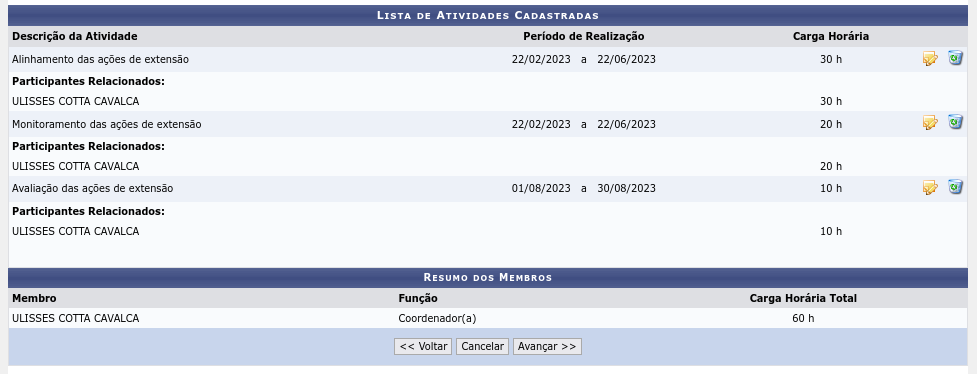 Lista de Atividades Cadastradas
Descrição da Atividade Período de Realização Carga Horária
Alinhamento das ações de extensão 22/02/2023 a 22/06/2023 30 h
Participantes Relacionados:
ULISSES COTTA CAVALCA 30 h
Monitoramento das ações de extensão 22/02/2023 a 22/06/2023 20 h
Participantes Relacionados:
ULISSES COTTA CAVALCA 20 h
Avaliação das ações de extensão 01/08/2023 a 30/08/2023 10 h
Participantes Relacionados:
ULISSES COTTA CAVALCA 10 h
Resumo dos Membros
Membro Função Carga Horária Total
ULISSES COTTA CAVALCA Coordenador(a) 60 h
<< Voltar Cancelar Avançar >>